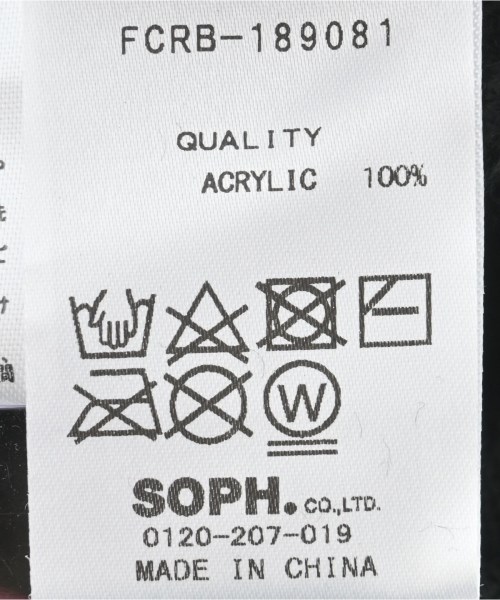 FCRB-189081
QUALITY
ACRYLIC 100%
W
SOPH. CO.,LTD.
0120-207-019
MADE IN CHINA